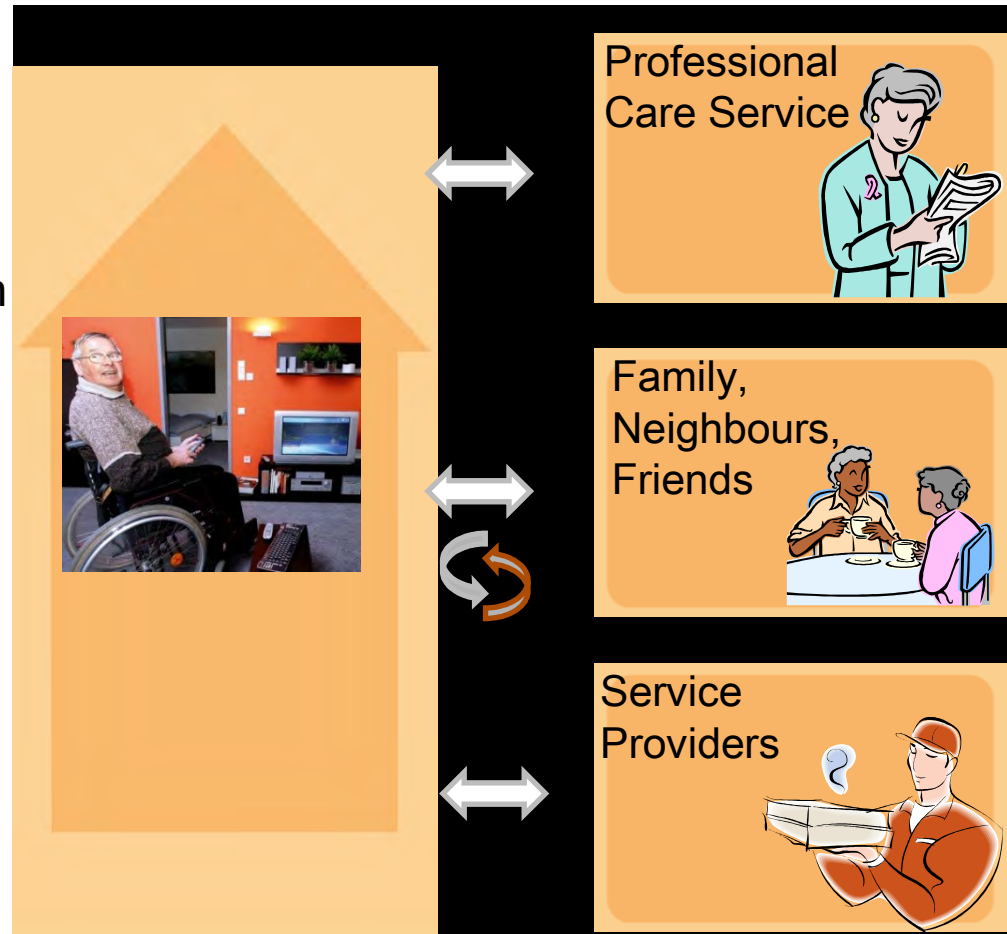 Professional
Care Service
Family,
Neighbours,
Friends
Service
Providers